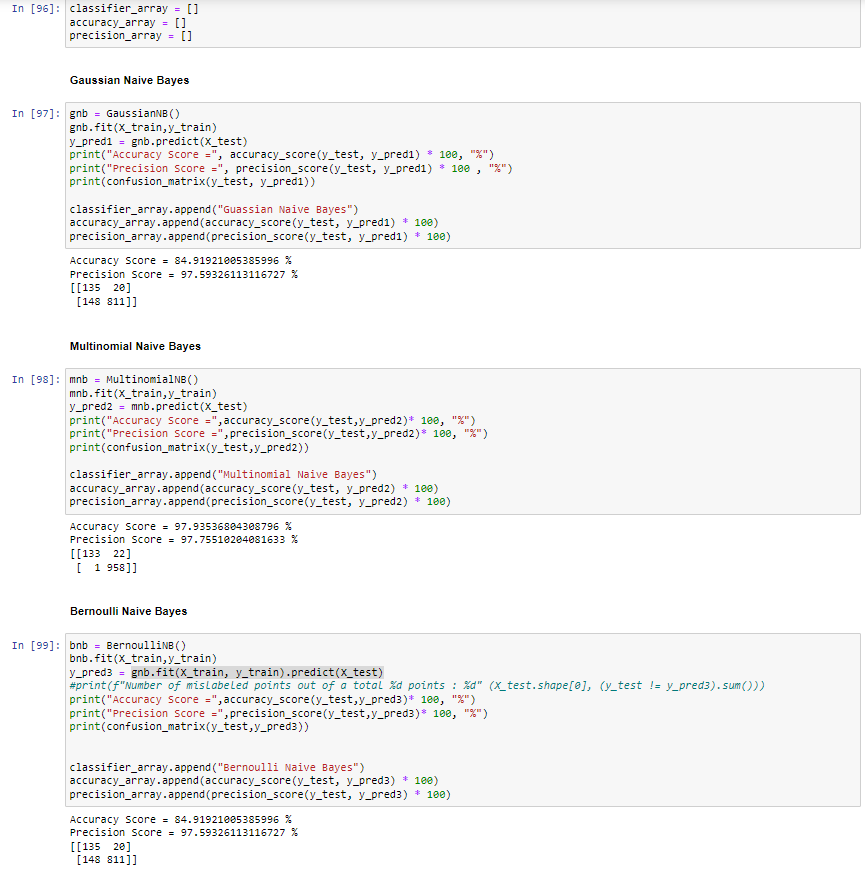 In [96]: classifier_array = []
accuracy_array = []
precision_array = []
Gaussian Naive Bayes
In [97]: gnb = GaussianNB()
gnb.fit(X_train,y_train)
y_pred1 = gnb.predict(X_test)
print("Accuracy Score =", accuracy_score(y_test, y_pred1) * 100, "%")
print("Precision Score =", precision_score(y_test, y_pred1) * 100 , "%")
print(confusion_matrix(y_test, y_pred1))
classifier_array.append("Guassian Naive Bayes")
accuracy_array.append(accuracy_score(y_test, y_pred1) * 100)
precision_array.append(precision_score(y_test, y_pred1) * 100)
Accuracy Score = 84.91921005385996 %
Precision Score = 97.59326113116727 %
[[135  20]
 [148 811]]
Multinomial Naive Bayes
In [98]: mnb = MultinomialNB()
mnb.fit(X_train,y_train)
y_pred2 = mnb.predict(X_test)
print("Accuracy Score =",accuracy_score(y_test,y_pred2)* 100, "%")
print("Precision Score =",precision_score(y_test,y_pred2)* 100, "%")
print(confusion_matrix(y_test,y_pred2))
classifier_array.append("Multinomial Naive Bayes")
accuracy_array.append(accuracy_score(y_test, y_pred2) * 100)
precision_array.append(precision_score(y_test, y_pred2) * 100)
Accuracy Score = 97.93536804308796 %
Precision Score = 97.75510204081633 %
[[133  22]
 [  1 958]]
Bernoulli Naive Bayes
In [99]: bnb = BernoulliNB()
bnb.fit(X_train,y_train)
y_pred3 = gnb.fit(X_train, y_train).predict(X_test)
#print(f"Number of mislabeled points out of a total %d points : %d" (X_test.shape[0], (y_test != y_pred3).sum()))
print("Accuracy Score =",accuracy_score(y_test,y_pred3)* 100, "%")
print("Precision Score =",precision_score(y_test,y_pred3)* 100, "%")
print(confusion_matrix(y_test,y_pred3))
classifier_array.append("Bernoulli Naive Bayes")
accuracy_array.append(accuracy_score(y_test, y_pred3) * 100)
precision_array.append(precision_score(y_test, y_pred3) * 100)
Accuracy Score = 84.91921005385996 %
Precision Score = 97.59326113116727 %
[[135  20]
 [148 811]]